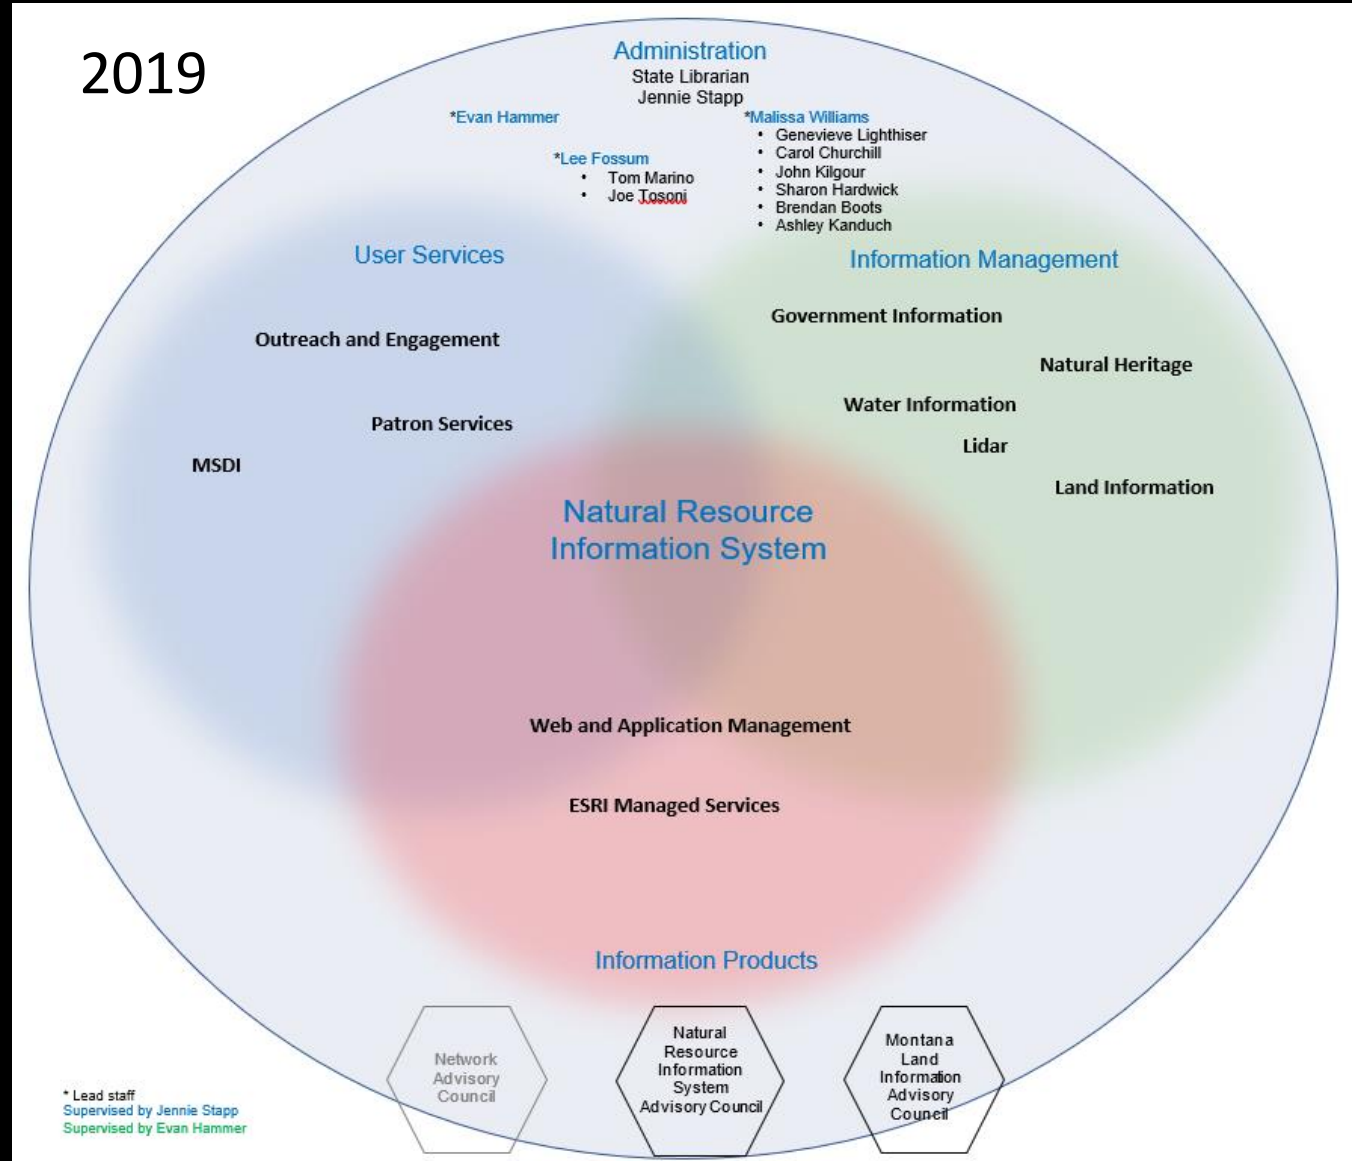 2019
Administration
State Librarian
Jennie Stapp
*Evan Hammer
*Lee Fossum
• Tom Marino
• Joe Tosoni
*Malissa Williams
• Genevieve Lighthiser
• Carol Churchill
• John Kilgour
• Sharon Hardwick
• Brendan Boots
• Ashley Kanduch
User Services
Outreach and Engagement
Patron Services
MSDI
Information Management
Government Information
Natural Heritage
Water Information
Lidar
Land Information
Natural Resource
Information System
Web and Application Management
ESRI Managed Services
Information Products
Network
Advisory
Council
Natural
Resource
Information
System
Advisory Council
Montana
Land
Information
Advisory
Council
* Lead staff
Supervised by Jennie Stapp
Supervised by Evan Hammer